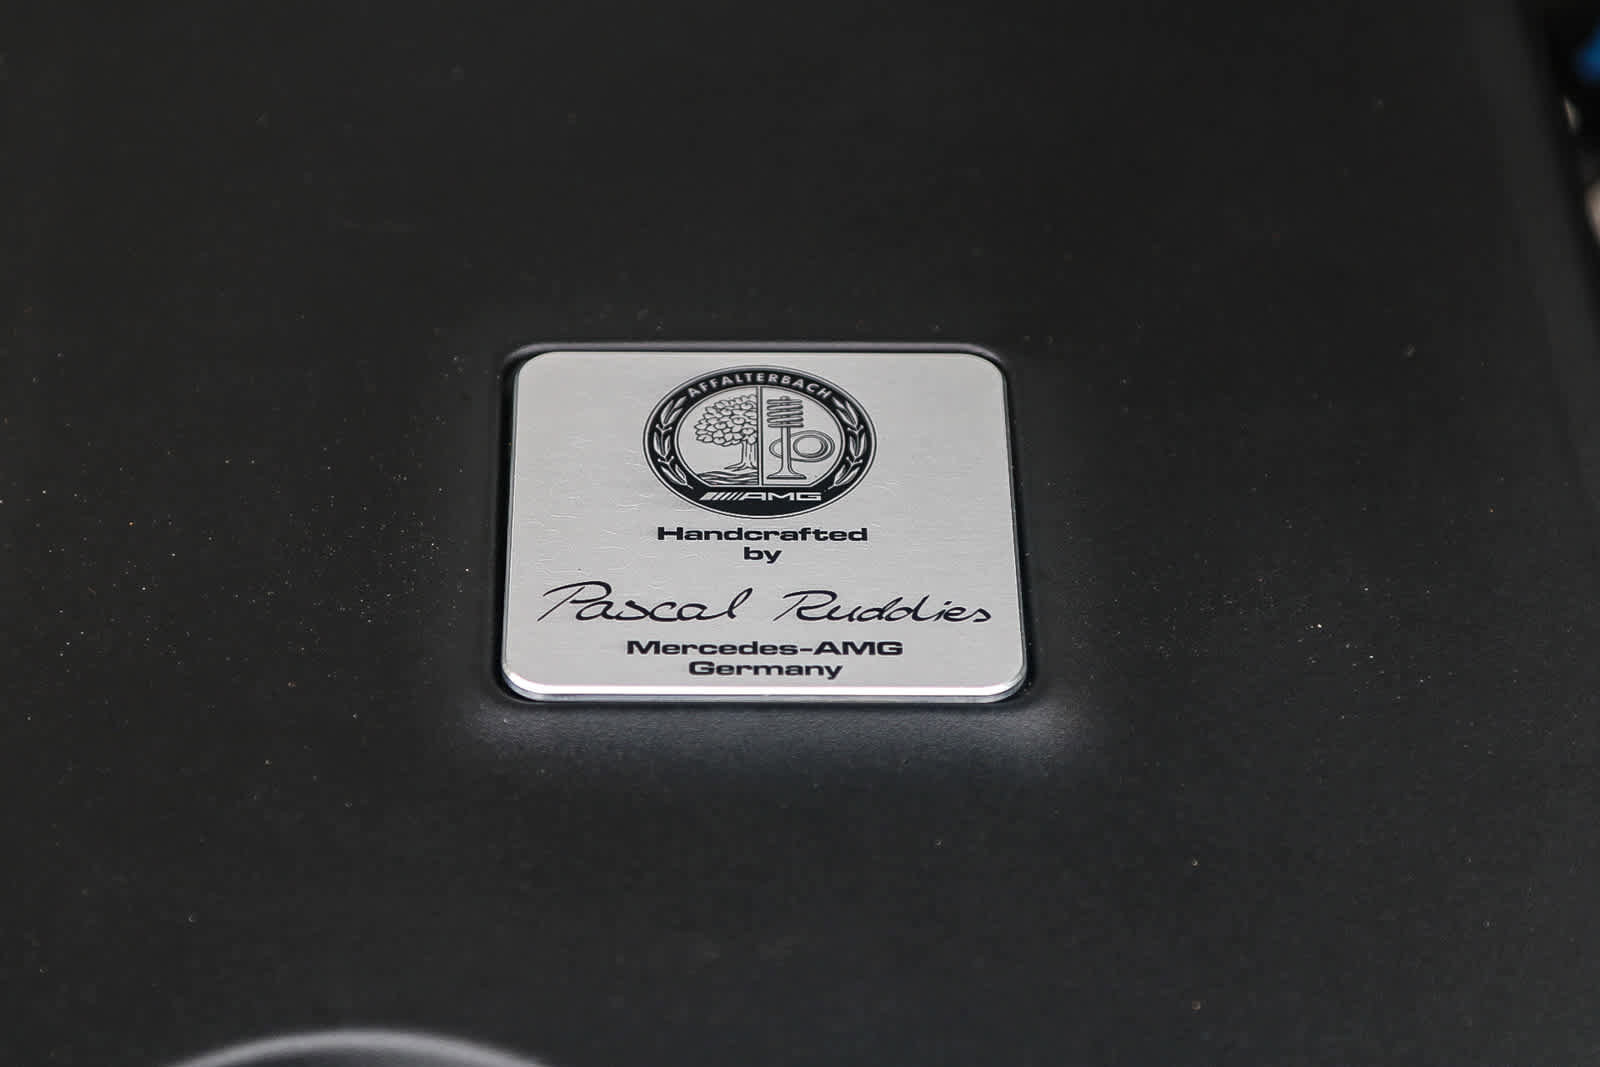 AFFALTERBACH
AMG
Handcrafted
by
Pascal Ruddies
Mercedes-AMG
Germany